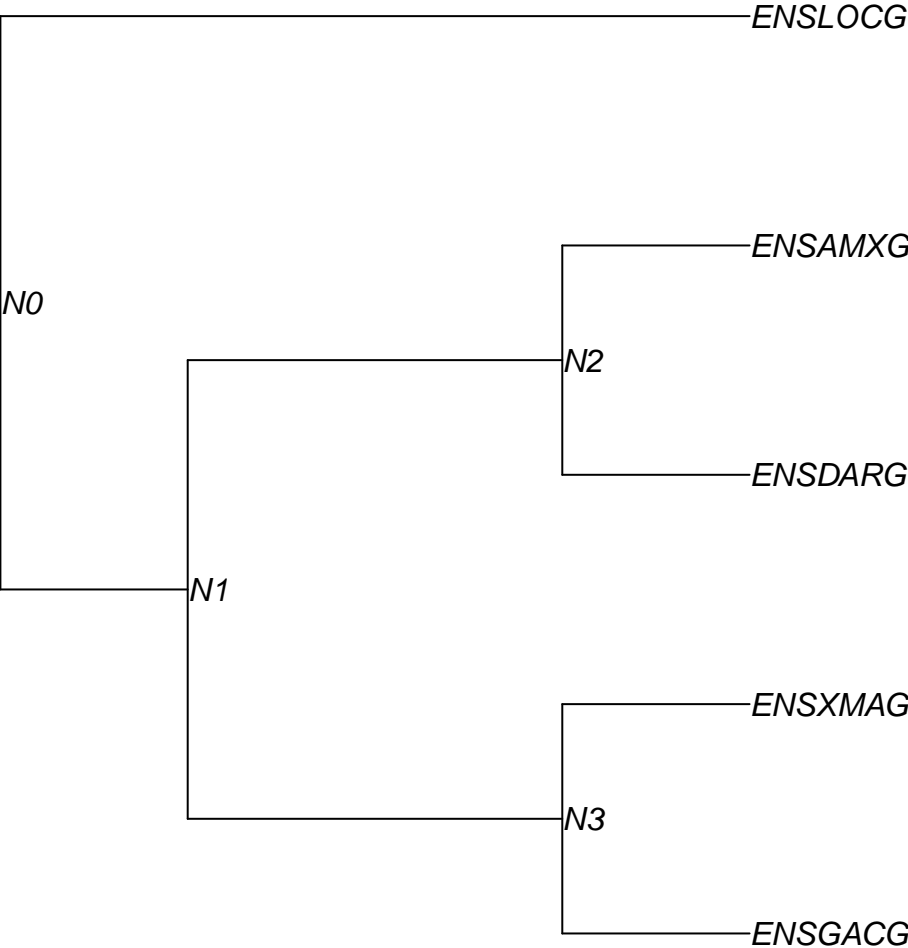 ENSLOCG
ENSAMXG
N0
N2
ENSDARG
N1
ENSXMAG
N3
ENSGACG